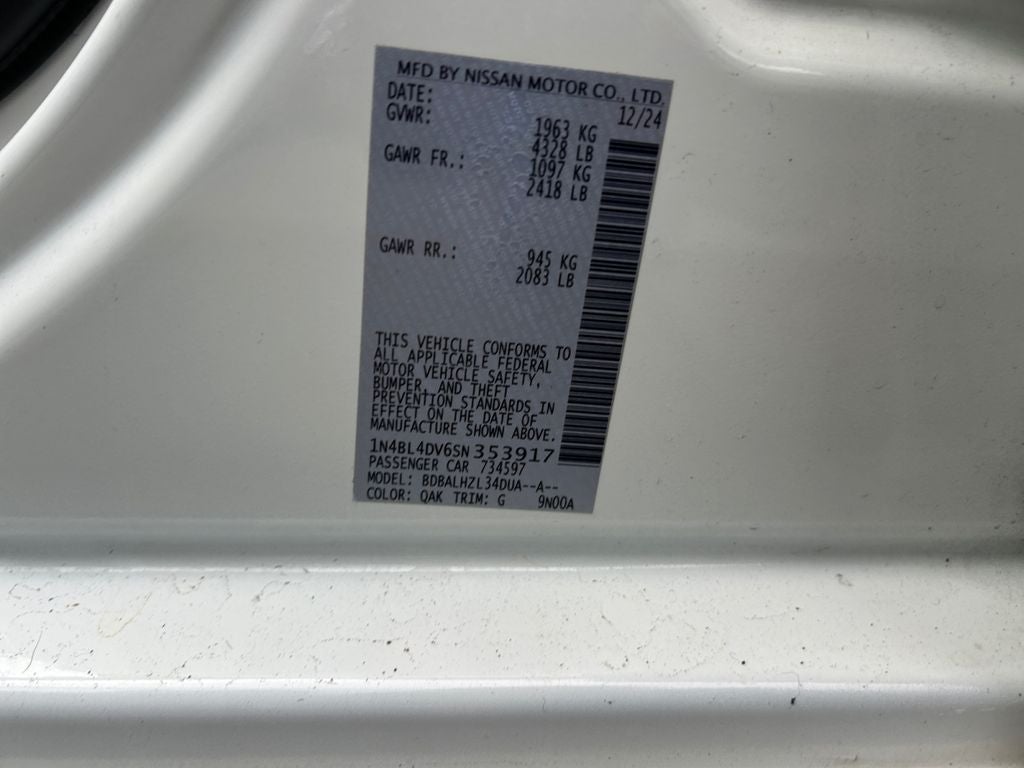 MFD BY NISSAN MOTOR CO., LTD.
DATE: 12/24
GVWR: 1963 KG
4328 LB
GAWR FR.: 1097 KG
2418 LB
GAWR RR.: 945 KG
2083 LB
THIS VEHICLE CONFORMS TO
ALL APPLICABLE FEDERAL
MOTOR VEHICLE SAFETY,
BUMPER, AND THEFT
PREVENTION STANDARDS IN
EFFECT ON THE DATE OF
MANUFACTURE SHOWN ABOVE.
1N4BL4DV6SN353917
PASSENGER CAR 734597
MODEL: BDBALHZL34DUA--A--
COLOR: QAK TRIM: G 9N00A